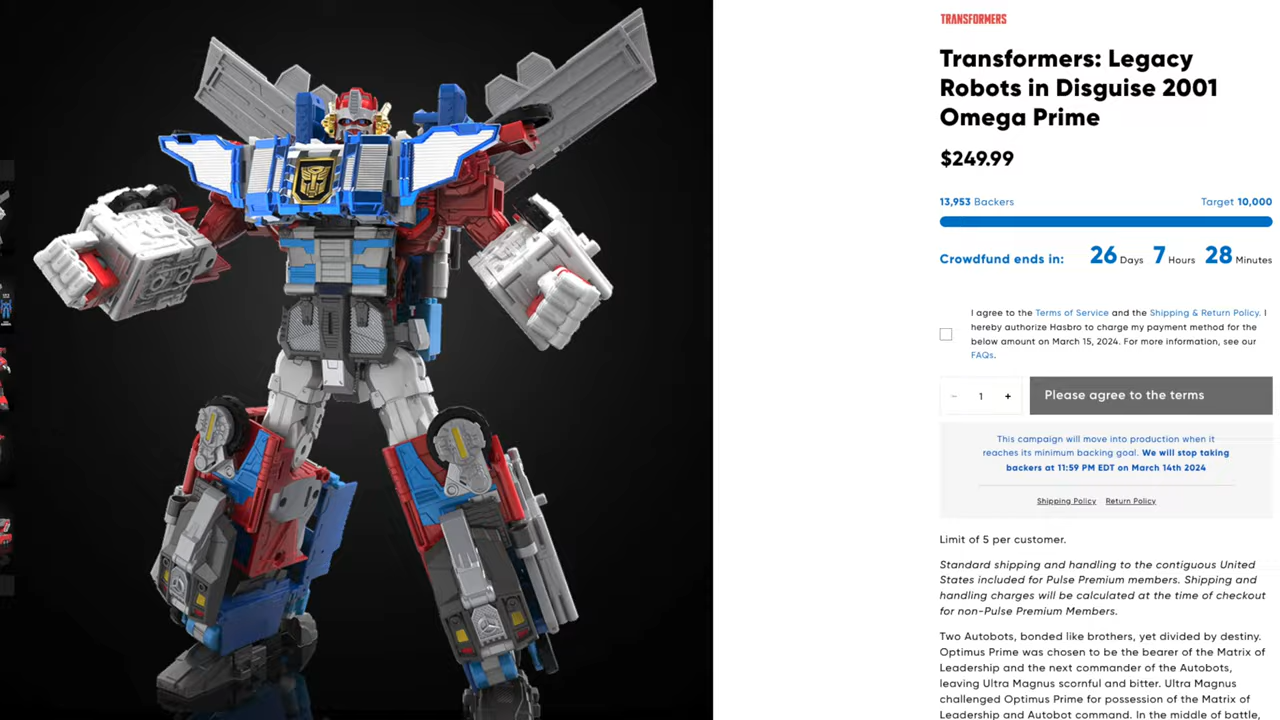 TRANSFORMERS
Transformers: Legacy
Robots in Disguise 2001
Omega Prime
$249.99
13,953 Backers Target 10,000
Crowdfund ends in: 26 Days 7 Hours 28 Minutes
I agree to the Terms of Service and the Shipping & Return Policy. I
hereby authorize Hasbro to charge my payment method for the
below amount on March 15, 2024. For more information, see our
FAQs.
− 1 + Please agree to the terms
This campaign will move into production when it
reaches its minimum backing goal. We will stop taking
backers at 11:59 PM EDT on March 14th 2024
Shipping Policy Return Policy
Limit of 5 per customer.
Standard shipping and handling to the contiguous United
States included for Pulse Premium members. Shipping and
handling charges will be calculated at the time of checkout
for non-Pulse Premium Members.
Two Autobots, bonded like brothers, yet divided by destiny.
Optimus Prime was chosen to be the bearer of the Matrix of
Leadership and the next commander of the Autobots,
leaving Ultra Magnus scornful and bitter. Ultra Magnus
challenged Optimus Prime for possession of the Matrix of
Leadership and Autobot command. In the middle of battle,